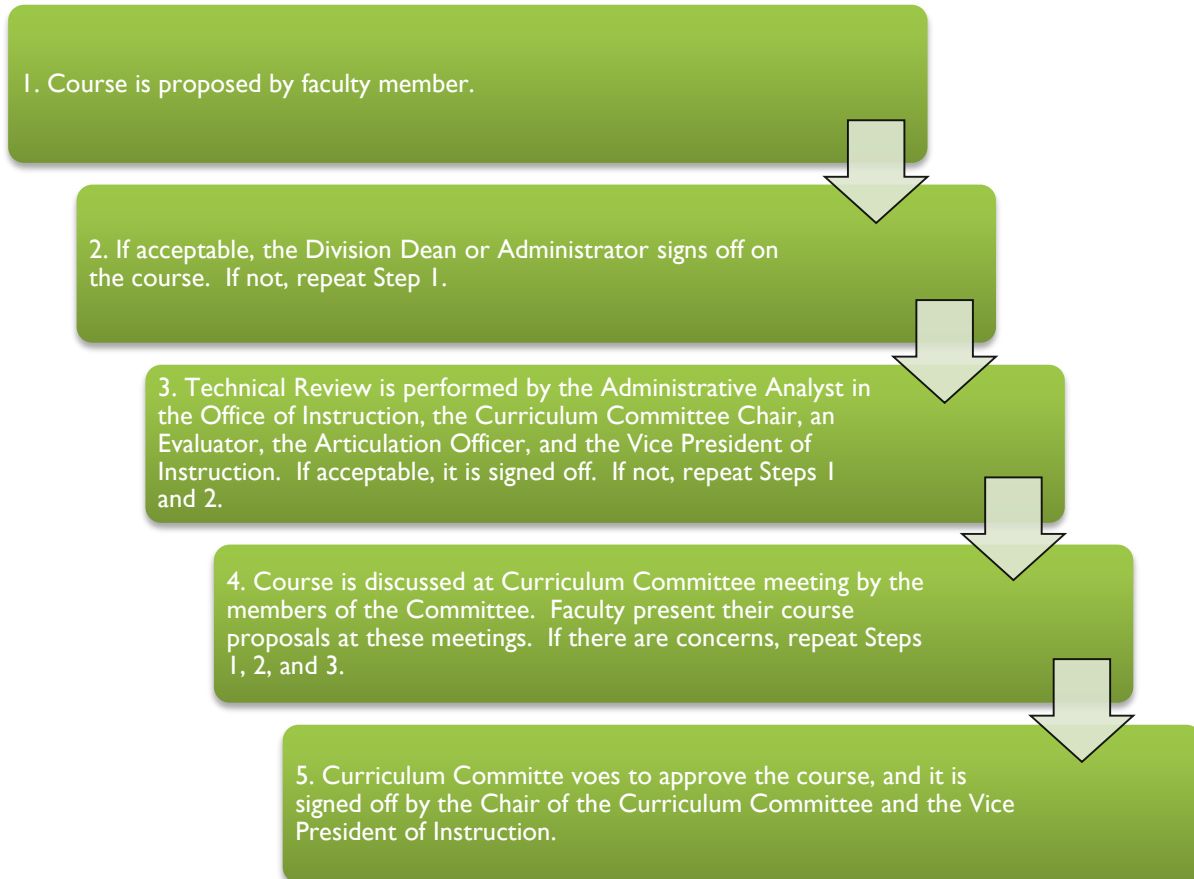 1. Course is proposed by faculty member.
2. If acceptable, the Division Dean or Administrator signs off on
the course.  If not, repeat Step 1.
3. Technical Review is performed by the Administrative Analyst in
the Office of Instruction, the Curriculum Committee Chair, an
Evaluator, the Articulation Officer, and the Vice President of
Instruction.  If acceptable, it is signed off.  If not, repeat Steps 1
and 2.
4. Course is discussed at Curriculum Committee meeting by the
members of the Committee.  Faculty present their course
proposals at these meetings.  If there are concerns, repeat Steps
1, 2, and 3.
5. Curriculum Committe voes to approve the course, and it is
signed off by the Chair of the Curriculum Committee and the Vice
President of Instruction.